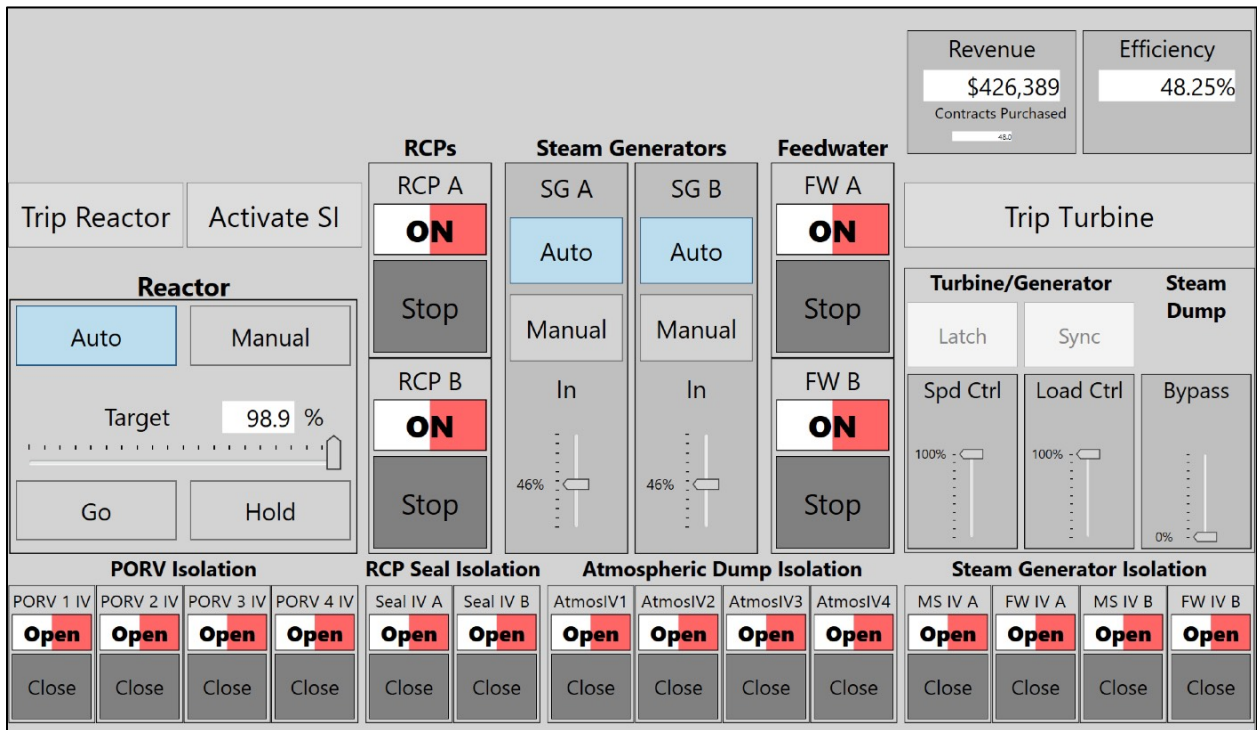 Revenue
$426,389
Contracts Purchased
48.0
Efficiency
48.25%
RCPs
Steam Generators
Feedwater
Trip Reactor
Activate SI
RCP A
ON
Stop
RCP B
ON
Stop
SG A
Auto
Manual
In
46%
SG B
Auto
Manual
In
46%
FW A
ON
Stop
FW B
ON
Stop
Trip Turbine
Reactor
Auto
Manual
Target 98.9 %
Go
Hold
Turbine/Generator
Latch
Sync
Steam
Dump
Spd Ctrl
100%
Load Ctrl
100%
Bypass
0%
PORV Isolation
PORV 1 IV PORV 2 IV PORV 3 IV PORV 4 IV
Open Open Open Open
Close Close Close Close
RCP Seal Isolation
Seal IV A Seal IV B
Open Open
Close Close
Atmospheric Dump Isolation
AtmosIV1 AtmosIV2 AtmosIV3 AtmosIV4
Open Open Open Open
Close Close Close Close
Steam Generator Isolation
MS IV A FW IV A MS IV B FW IV B
Open Open Open Open
Close Close Close Close